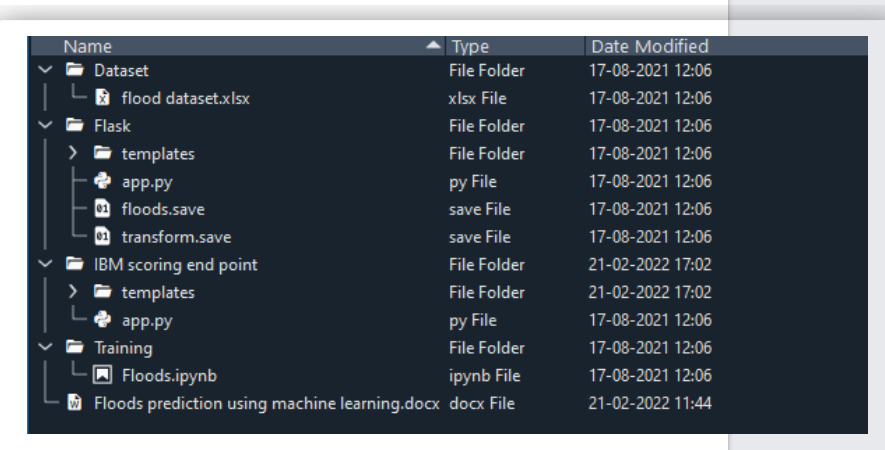 Name Type Date Modified
Dataset File Folder 17-08-2021 12:06
flood dataset.xlsx xlsx File 17-08-2021 12:06
Flask File Folder 17-08-2021 12:06
templates File Folder 17-08-2021 12:06
app.py py File 17-08-2021 12:06
floods.save save File 17-08-2021 12:06
transform.save save File 17-08-2021 12:06
IBM scoring end point File Folder 21-02-2022 17:02
templates File Folder 21-02-2022 17:02
app.py py File 17-08-2021 12:06
Training File Folder 17-08-2021 12:06
Floods.ipynb ipynb File 17-08-2021 12:06
Floods prediction using machine learning.docx docx File 21-02-2022 11:44